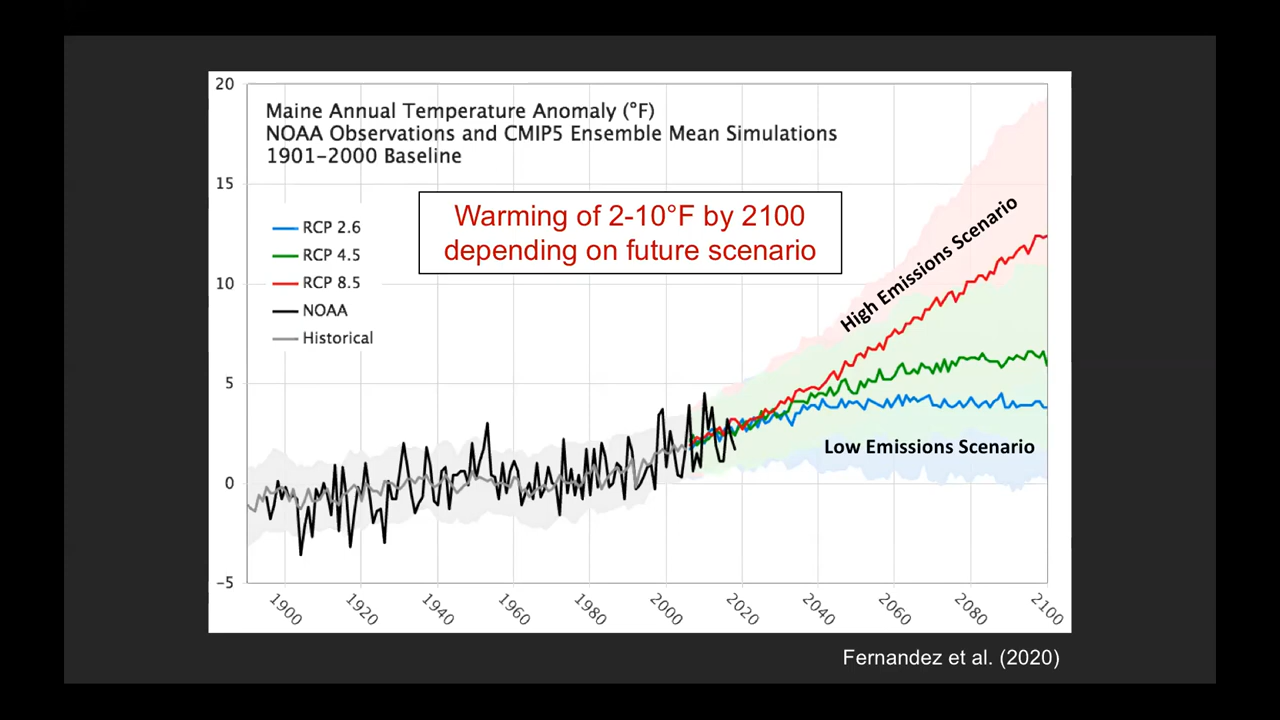 20
Maine Annual Temperature Anomaly (°F)
NOAA Observations and CMIP5 Ensemble Mean Simulations
1901-2000 Baseline
15
Warming of 2-10°F by 2100
depending on future scenario
RCP 2.6
RCP 4.5
RCP 8.5
NOAA
Historical
10
High Emissions Scenario
5
Low Emissions Scenario
0
-5
1900 1920 1940 1960 1980 2000 2020 2040 2060 2080 2100
Fernandez et al. (2020)